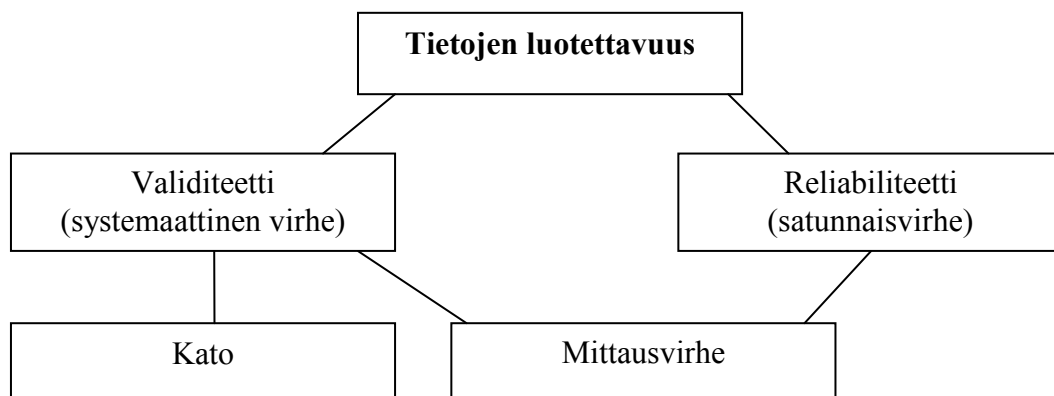 Tietojen luotettavuus
Validiteetti
(systemaattinen virhe)
Reliabiliteetti
(satunnaisvirhe)
Kato
Mittausvirhe